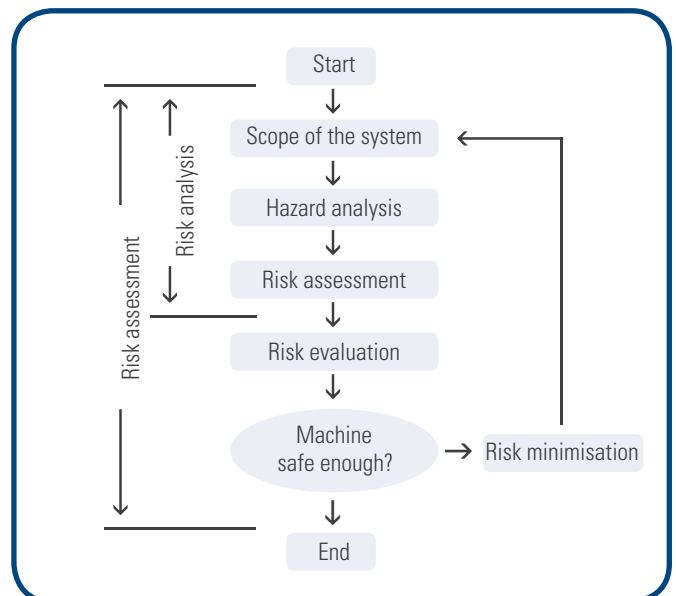 Start
Scope of the system
Hazard analysis
Risk assessment
Risk evaluation
Machine
safe enough?
Risk minimisation
End
Risk analysis
Risk assessment